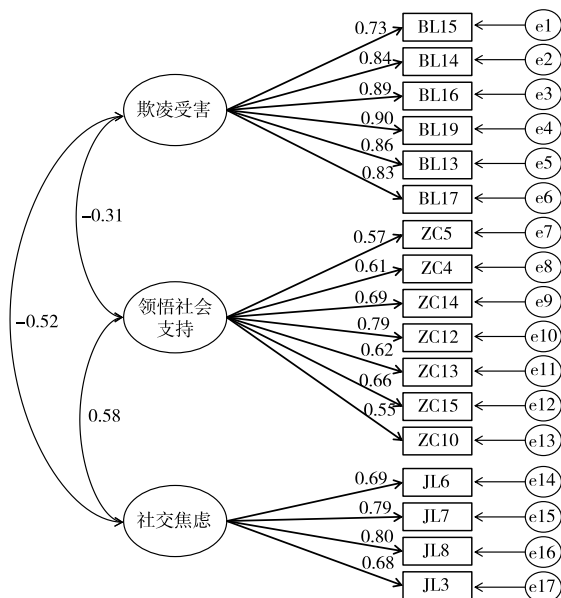 0.73 BL15 e1
0.84 BL14 e2
0.89 BL16 e3
欺凌受害
0.90 BL19 e4
0.86 BL13 e5
0.83 BL17 e6
−0.31
0.57 ZC5 e7
0.61 ZC4 e8
0.69 ZC14 e9
领悟社会
支持
−0.52
0.79 ZC12 e10
0.62 ZC13 e11
0.66 ZC15 e12
0.58
0.55 ZC10 e13
0.69 JL6 e14
0.79 JL7 e15
社交焦虑
0.80 JL8 e16
0.68 JL3 e17